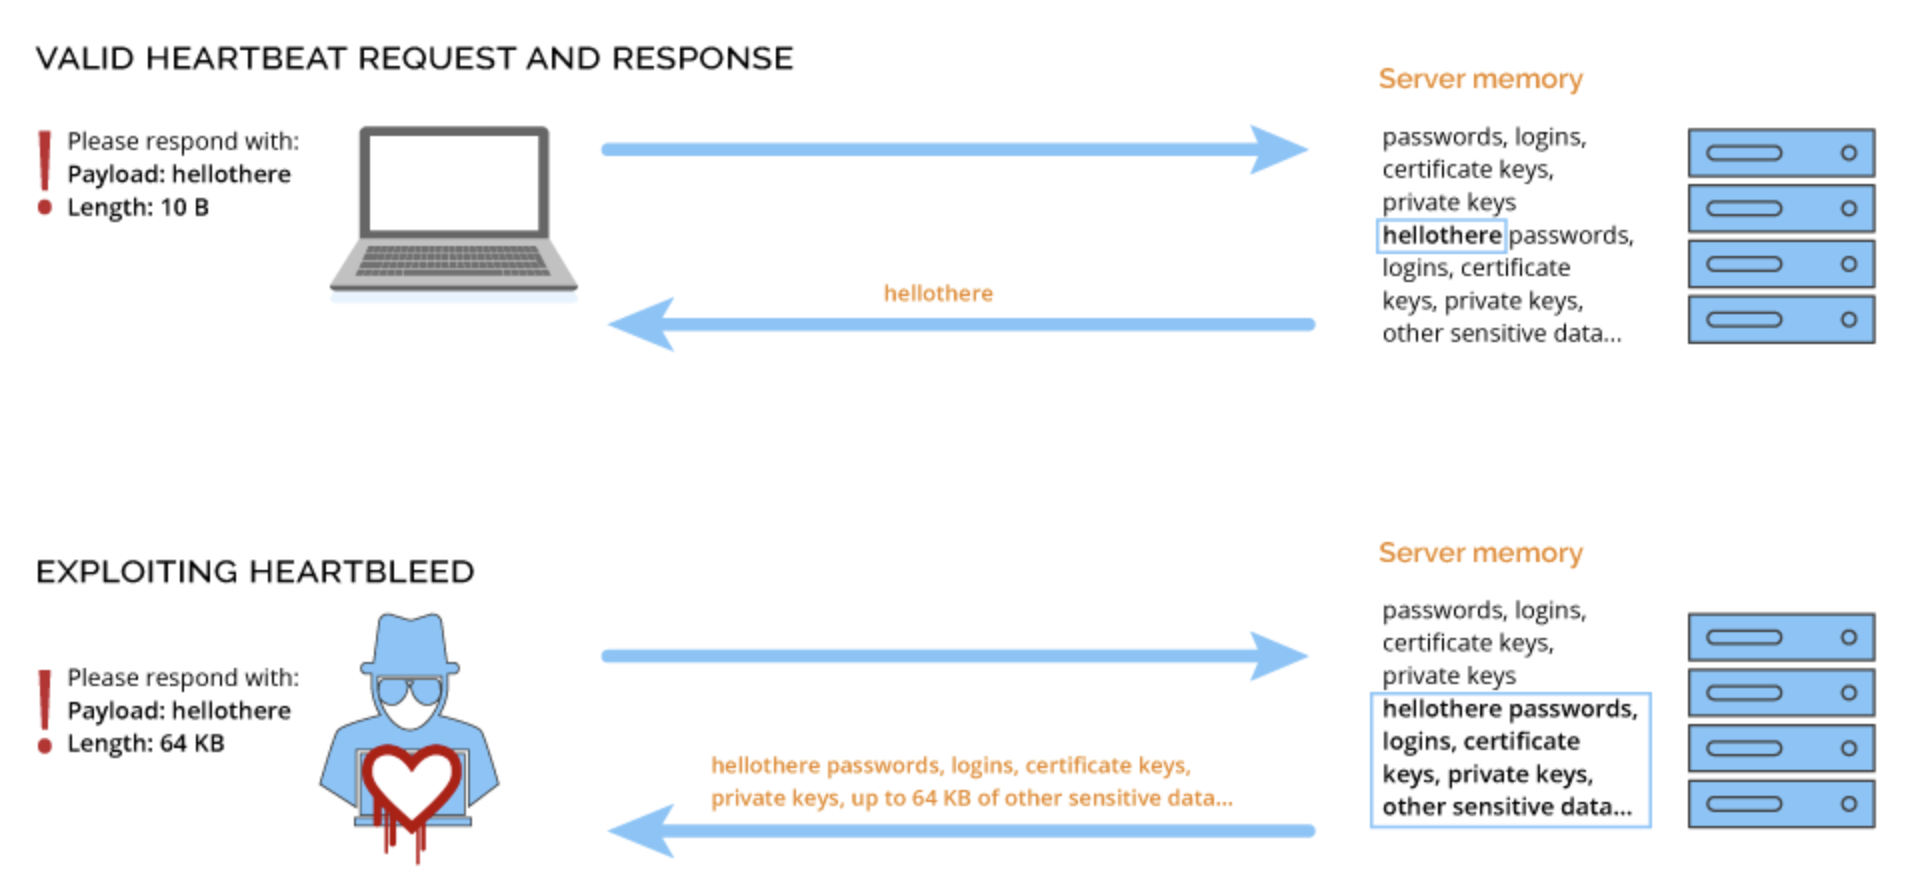 VALID HEARTBEAT REQUEST AND RESPONSE
Please respond with:
Payload: hellothere
Length: 10 B
hellothere
Server memory
passwords, logins,
certificate keys,
private keys
hellothere passwords,
logins, certificate
keys, private keys,
other sensitive data...
EXPLOITING HEARTBLEED
Please respond with:
Payload: hellothere
Length: 64 KB
hellothere passwords, logins, certificate keys,
private keys, up to 64 KB of other sensitive data...
Server memory
passwords, logins,
certificate keys,
private keys
hellothere passwords,
logins, certificate
keys, private keys,
other sensitive data...